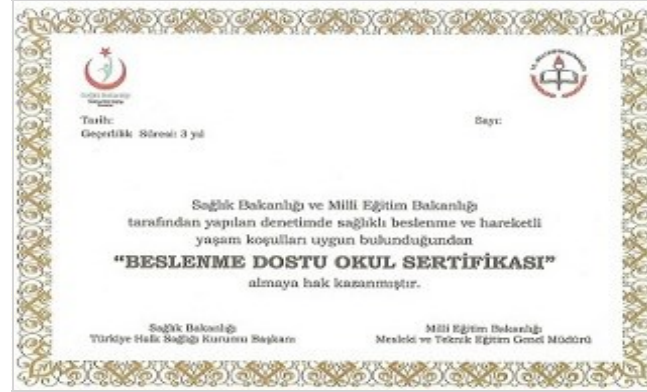 Sağlık Bakanlığı
Tarih:
Geçerlilik Süresi: 3 yıl
Sayı:
Sağlık Bakanlığı ve Milli Eğitim Bakanlığı
tarafından yapılan denetimde sağlıklı beslenme ve hareketli
yaşam koşulları uygun bulunduğundan
“BESLENME DOSTU OKUL SERTİFİKASI”
almaya hak kazanmıştır.
Sağlık Bakanlığı
Türkiye Halk Sağlığı Kurumu Başkanı
Milli Eğitim Bakanlığı
Mesleki ve Teknik Eğitim Genel Müdürü